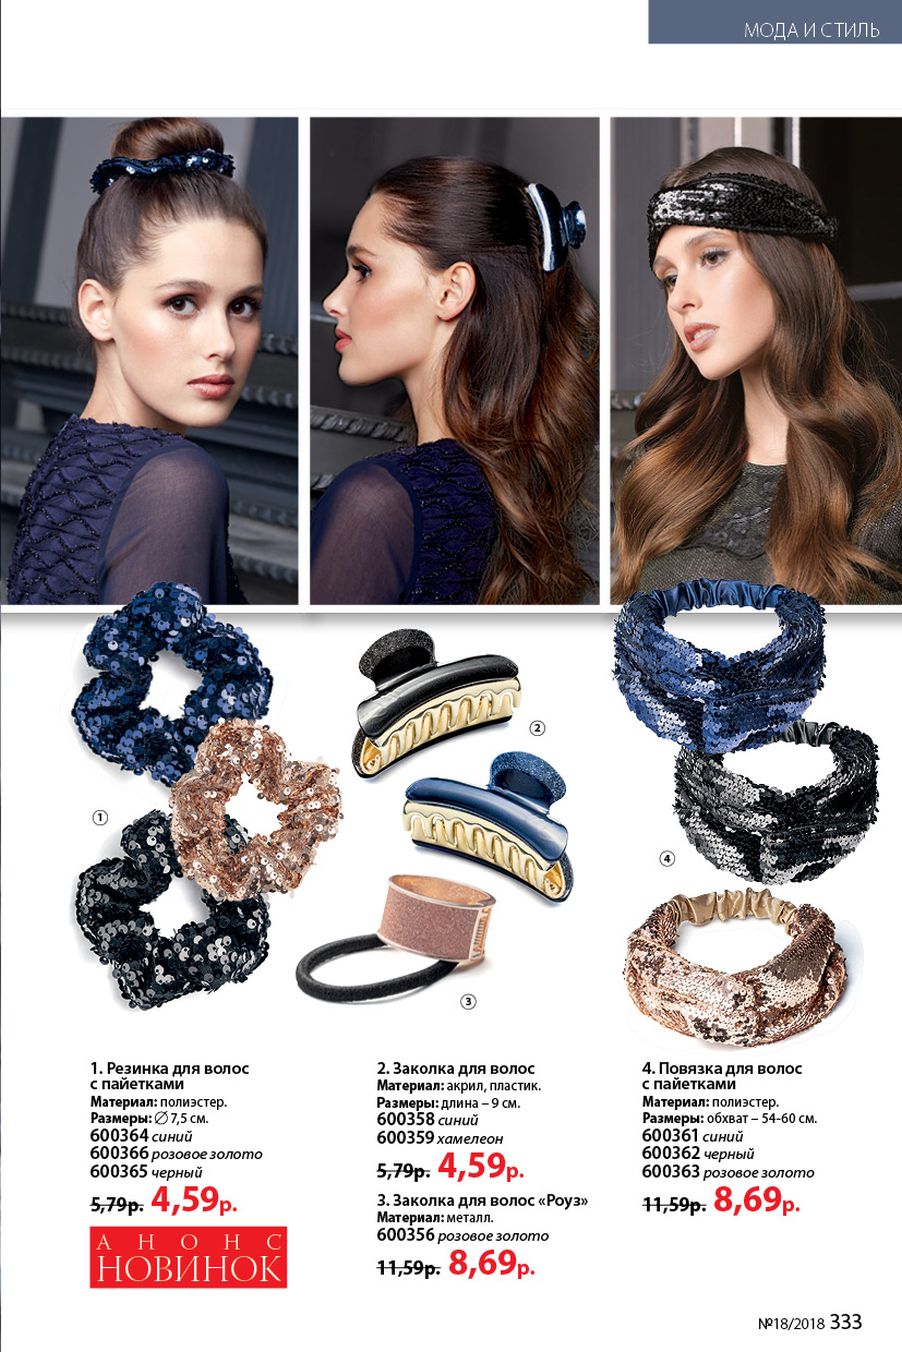 МОДА И СТИЛЬ
1
2
3
4
1. Резинка для волос
с пайетками
Материал: полиэстер.
Размеры: ∅ 7,5 см.
600364 синий
600366 розовое золото
600365 черный
5,79р. 4,59р.
АНОНС
НОВИНОК
2. Заколка для волос
Материал: акрил, пластик.
Размеры: длина – 9 см.
600358 синий
600359 хамелеон
5,79р. 4,59р.
3. Заколка для волос «Роуз»
Материал: металл.
600356 розовое золото
11,59р. 8,69р.
4. Повязка для волос
с пайетками
Материал: полиэстер.
Размеры: обхват – 54-60 см.
600361 синий
600362 черный
600363 розовое золото
11,59р. 8,69р.
№18/2018 333